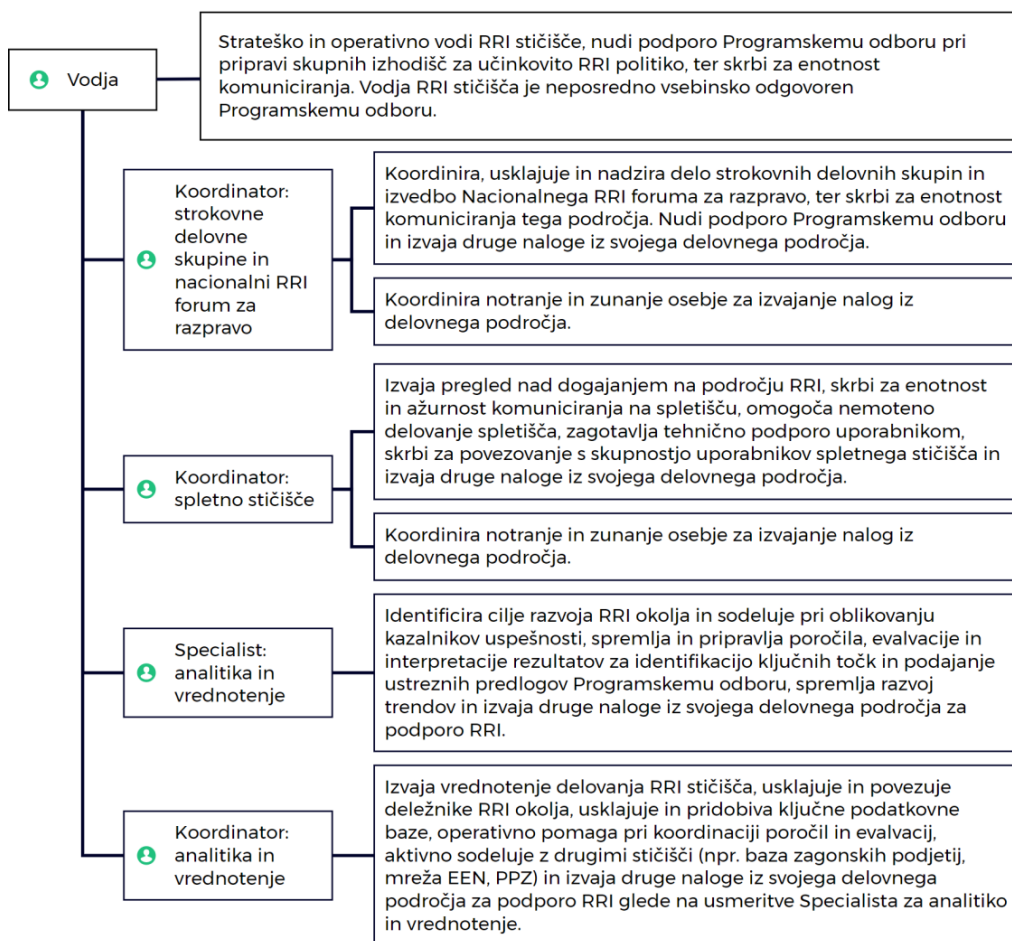 Vodja
Strateško in operativno vodi RRI stičišče, nudi podporo Programskemu odboru pri
pripravi skupnih izhodišč za učinkovito RRI politiko, ter skrbi za enotnost
komuniciranja. Vodja RRI stičišča je neposredno vsebinsko odgovoren
Programskemu odboru.
Koordinator:
strokovne
delovne
skupine in
nacionalni RRI
forum za
razpravo
Koordinira, usklajuje in nadzira delo strokovnih delovnih skupin in
izvedbo Nacionalnega RRI foruma za razpravo, ter skrbi za enotnost
komuniciranja tega področja. Nudi podporo Programskemu odboru
in izvaja druge naloge iz svojega delovnega področja.
Koordinira notranje in zunanje osebje za izvajanje nalog iz
delovnega področja.
Koordinator:
spletno stičišče
Izvaja pregled nad dogajanjem na področju RRI, skrbi za enotnost
in ažurnost komuniciranja na spletišču, omogoča nemoteno
delovanje spletišča, zagotavlja tehnično podporo uporabnikom,
skrbi za povezovanje s skupnostjo uporabnikov spletnega stičišča in
izvaja druge naloge iz svojega delovnega področja.
Koordinira notranje in zunanje osebje za izvajanje nalog iz
delovnega področja.
Specialist:
analitika in
vrednotenje
Identificira cilje razvoja RRI okolja in sodeluje pri oblikovanju
kazalnikov uspešnosti, spremlja in pripravlja poročila, evalvacije in
interpretacije rezultatov za identifikacijo ključnih točk in podajanje
ustreznih predlogov Programskemu odboru, spremlja razvoj
trendov in izvaja druge naloge iz svojega delovnega področja za
podporo RRI.
Koordinator:
analitika in
vrednotenje
Izvaja vrednotenje delovanja RRI stičišča, usklajuje in povezuje
deležnike RRI okolja, usklajuje in pridobiva ključne podatkovne
baze, operativno pomaga pri koordinaciji poročil in evalvacij,
aktivno sodeluje z drugimi stičišči (npr. baza zagonskih podjetij,
mreža EEN, PPZ) in izvaja druge naloge iz svojega delovnega
področja za podporo RRI glede na usmeritve Specialista za analitiko
in vrednotenje.